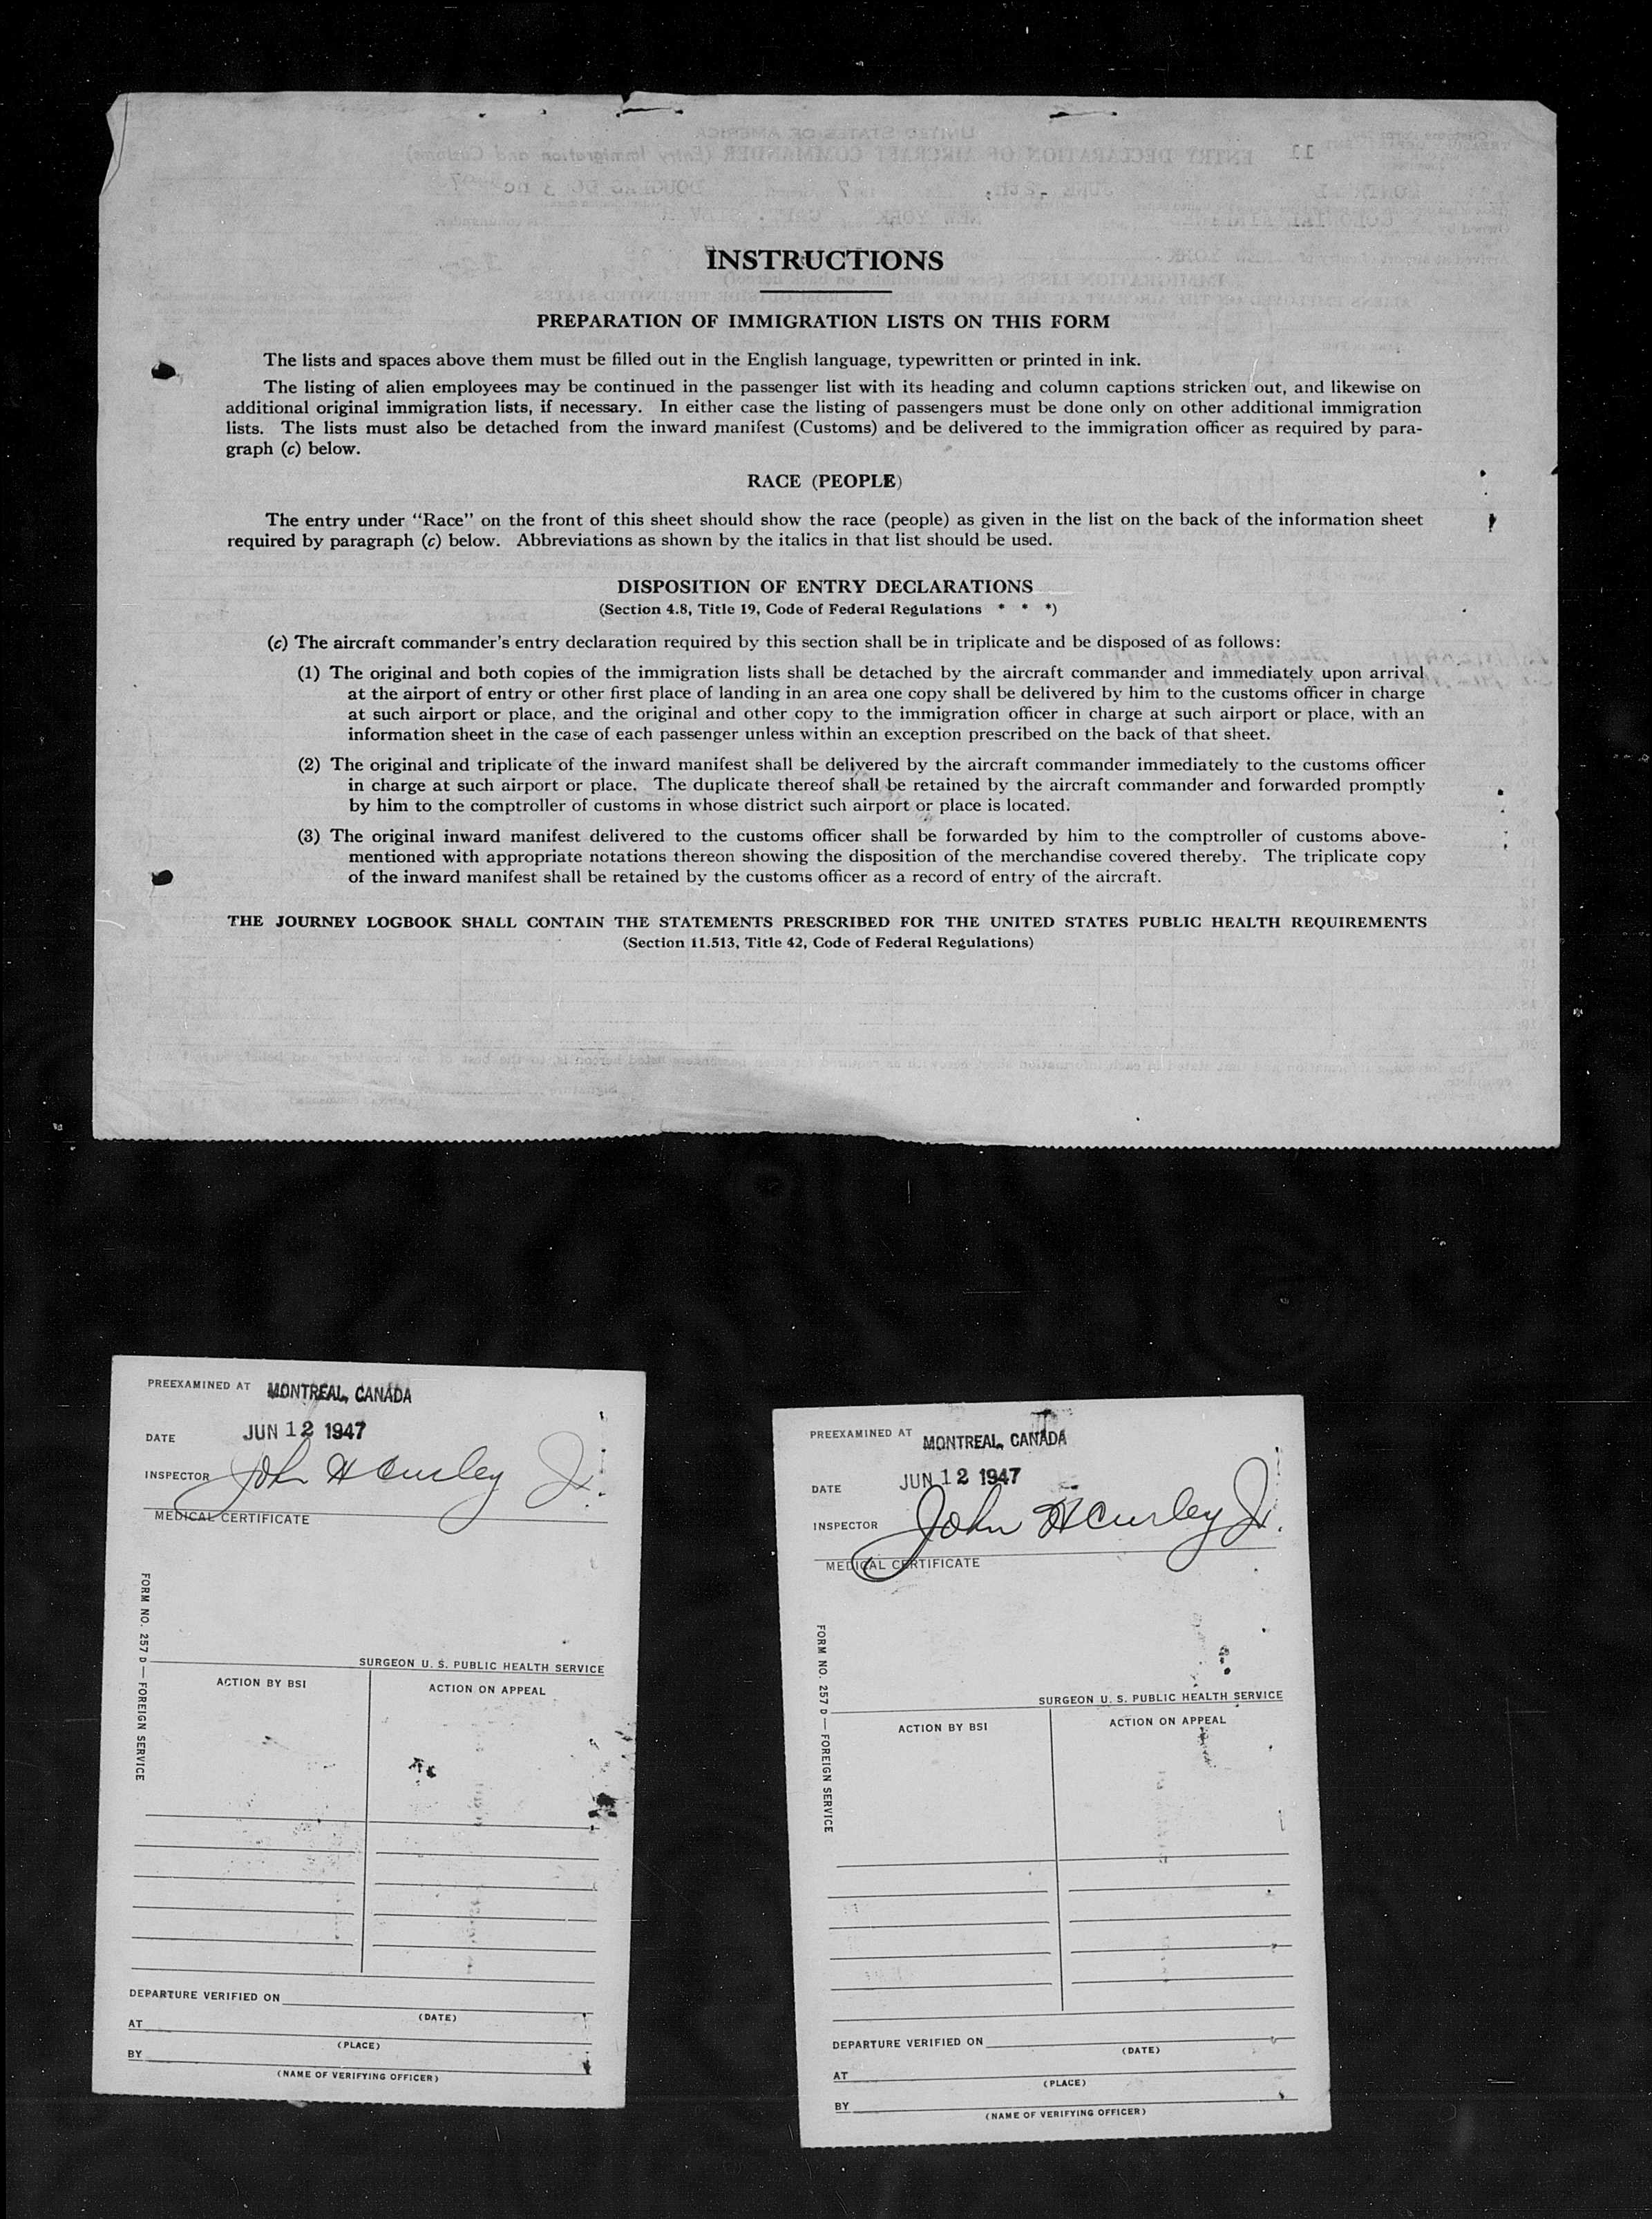 INSTRUCTIONS
PREPARATION OF IMMIGRATION LISTS ON THIS FORM
The lists and spaces above them must be filled out in the English language, typewritten or printed in ink.
The listing of alien employees may be continued in the passenger list with its heading and column captions stricken out, and likewise on
additional original immigration lists, if necessary. In either case the listing of passengers must be done only on other additional immigration
lists. The lists must also be detached from the inward manifest (Customs) and be delivered to the immigration officer as required by para-
graph (c) below.
RACE (PEOPLE)
The entry under "Race" on the front of this sheet should show the race (people) as given in the list on the back of the information sheet
required by paragraph (c) below. Abbreviations as shown by the italics in that list should be used.
DISPOSITION OF ENTRY DECLARATIONS
(Section 4.8, Title 19, Code of Federal Regulations * * *)
(c) The aircraft commander's entry declaration required by this section shall be in triplicate and be disposed of as follows:
(1) The original and both copies of the immigration lists shall be detached by the aircraft commander and immediately upon arrival
at the airport of entry or other first place of landing in an area one copy shall be delivered by him to the customs officer in charge
at such airport or place, and the original and other copy to the immigration officer in charge at such airport or place, with an
information sheet in the case of each passenger unless within an exception prescribed on the back of that sheet.
(2) The original and triplicate of the inward manifest shall be delivered by the aircraft commander immediately to the customs officer
in charge at such airport or place. The duplicate thereof shall be retained by the aircraft commander and forwarded promptly
by him to the comptroller of customs in whose district such airport or place is located.
(3) The original inward manifest delivered to the customs officer shall be forwarded by him to the comptroller of customs above-
mentioned with appropriate notations thereon showing the disposition of the merchandise covered thereby. The triplicate copy
of the inward manifest shall be retained by the customs officer as a record of entry of the aircraft.
THE JOURNEY LOGBOOK SHALL CONTAIN THE STATEMENTS PRESCRIBED FOR THE UNITED STATES PUBLIC HEALTH REQUIREMENTS
(Section 11.513, Title 42, Code of Federal Regulations)
PREEXAMINED AT MONTREAL, CANADA
DATE JUN 12 1947
INSPECTOR John H Curley Jr.
MEDICAL CERTIFICATE
FORM NO. 257 D — FOREIGN SERVICE
SURGEON U. S. PUBLIC HEALTH SERVICE
ACTION BY BSI ACTION ON APPEAL
DEPARTURE VERIFIED ON
(DATE)
AT
(PLACE)
BY
(NAME OF VERIFYING OFFICER)
PREEXAMINED AT MONTREAL, CANADA
DATE JUN 12 1947
INSPECTOR John H Curley Jr.
MEDICAL CERTIFICATE
FORM NO. 257 D — FOREIGN SERVICE
SURGEON U. S. PUBLIC HEALTH SERVICE
ACTION BY BSI ACTION ON APPEAL
DEPARTURE VERIFIED ON
(DATE)
AT
(PLACE)
BY
(NAME OF VERIFYING OFFICER)